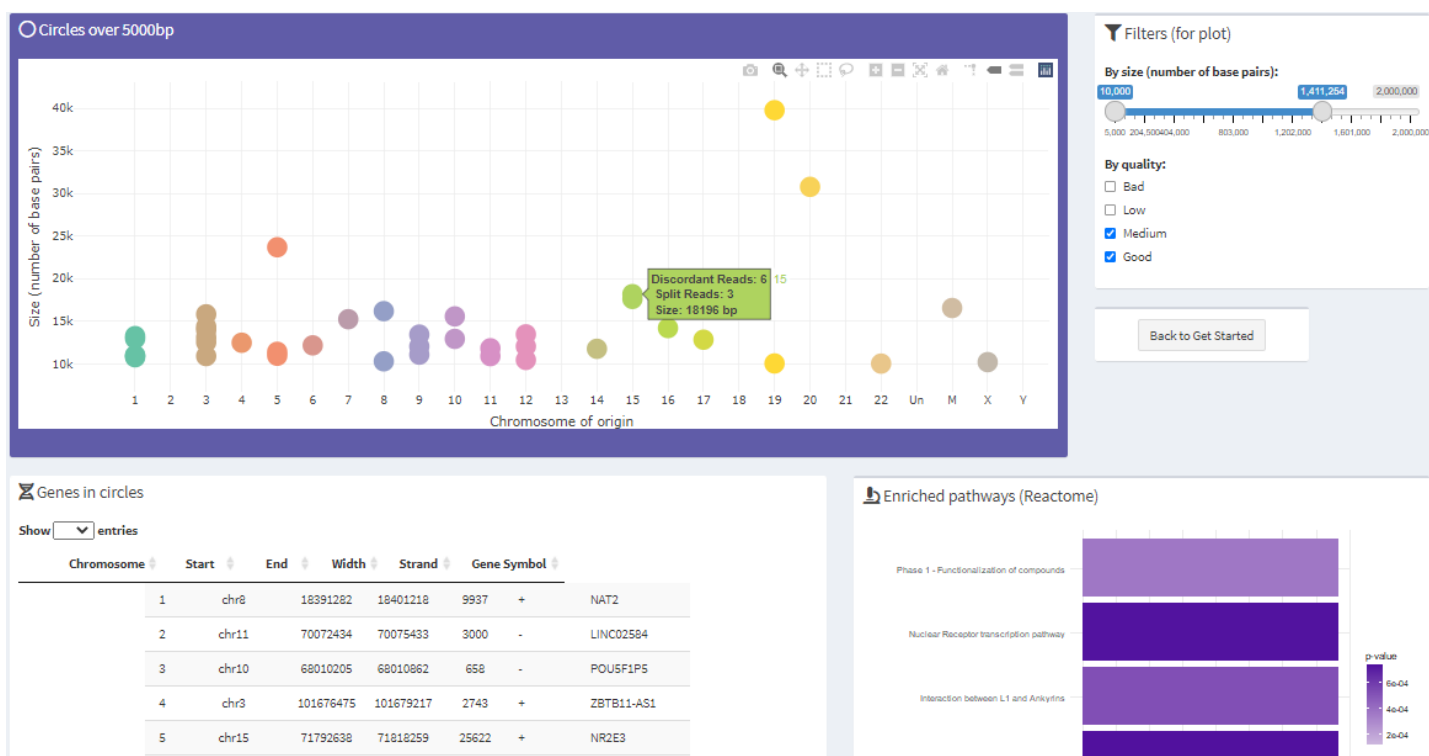 Circles over 5000bp
40k
35k
30k
25k
20k
15k
10k
Size (number of base pairs)
Discordant Reads: 6 15
Split Reads: 3
Size: 18196 bp
1 2 3 4 5 6 7 8 9 10 11 12 13 14 15 16 17 18 19 20 21 22 Un M X Y
Chromosome of origin
Filters (for plot)
By size (number of base pairs):
10,000 1,411,254 2,000,000
5,000 204,500404,000 803,000 1,202,000 1,601,000 2,000,000
By quality:
Bad
Low
Medium
Good
Back to Get Started
Genes in circles
Show entries
Chromosome Start End Width Strand Gene Symbol
1 chr8 18391282 18401218 9937 + NAT2
2 chr11 70072434 70075433 3000 - LINC02584
3 chr10 68010205 68010862 658 - POU5F1P5
4 chr3 101676475 101679217 2743 + ZBTB11-AS1
5 chr15 71792638 71818259 25622 + NR2E3
Enriched pathways (Reactome)
Phase 1 - Functionalization of compounds
Nuclear Receptor transcription pathway
Interaction between L1 and Ankyrins
p-value
6e-04
4e-04
2e-04